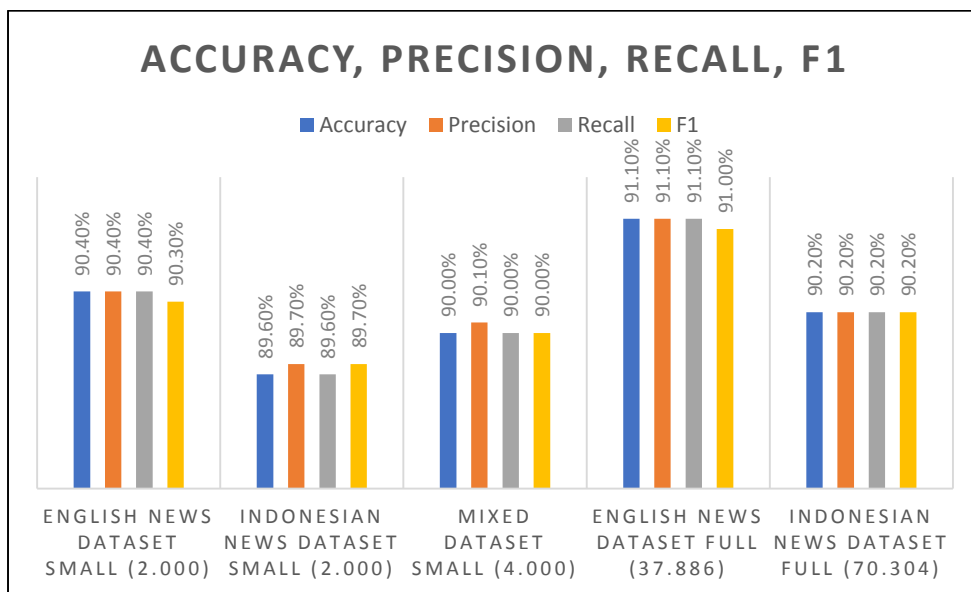 ACCURACY, PRECISION, RECALL, F1
Accuracy Precision Recall F1
90.40% 90.40% 90.40% 90.30%
89.60% 89.70% 89.60% 89.70%
90.00% 90.10% 90.00% 90.00%
91.10% 91.10% 91.10% 91.00%
90.20% 90.20% 90.20% 90.20%
ENGLISH NEWS
DATASET
SMALL (2.000)
INDONESIAN
NEWS DATASET
SMALL (2.000)
MIXED
DATASET
SMALL (4.000)
ENGLISH NEWS
DATASET FULL
(37.886)
INDONESIAN
NEWS DATASET
FULL (70.304)